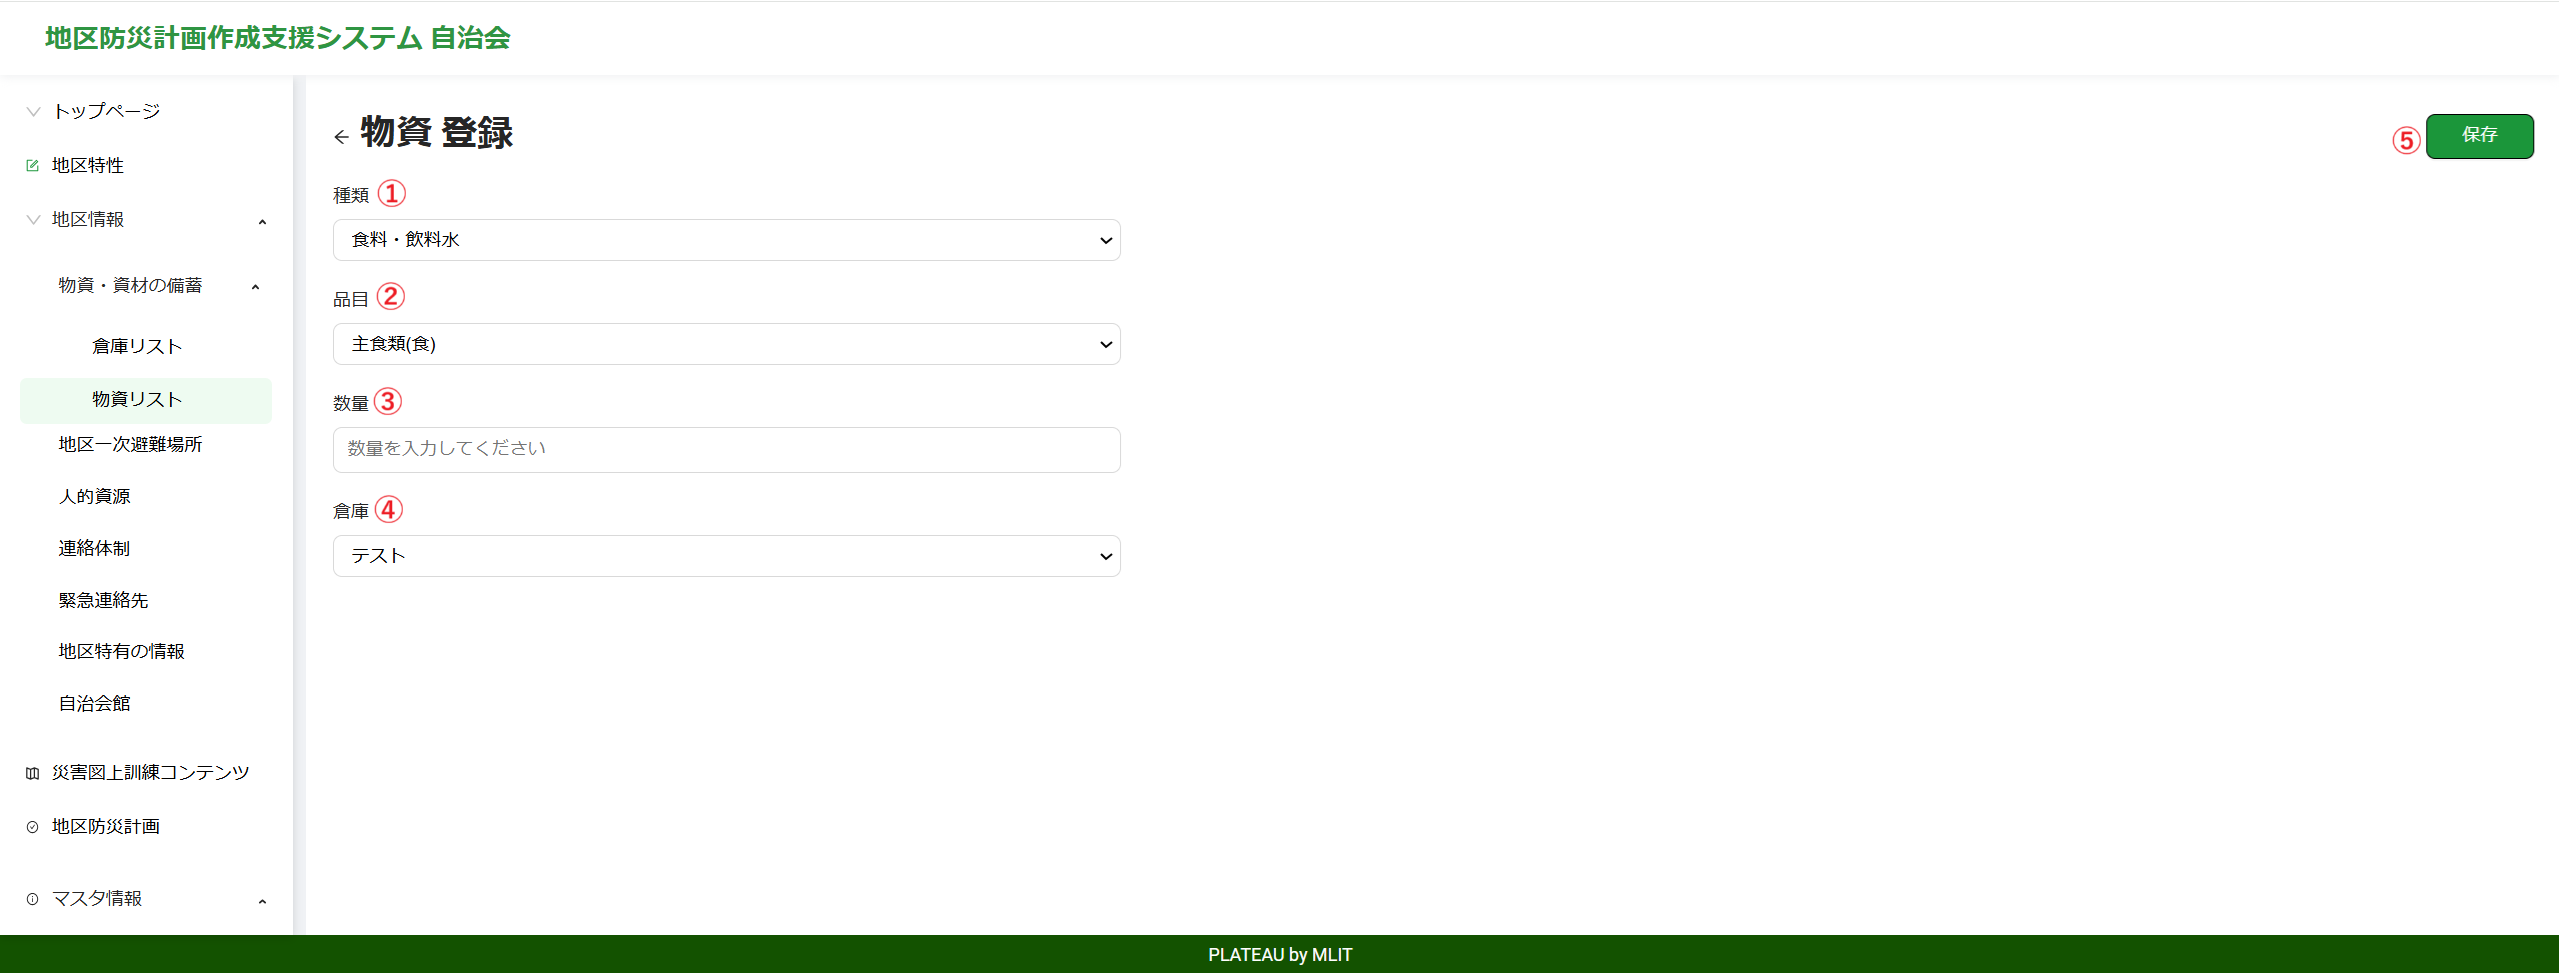 地区防災計画作成支援システム 自治会
トップページ
地区特性
地区情報
物資・資材の備蓄
倉庫リスト
物資リスト
地区一次避難場所
人的資源
連絡体制
緊急連絡先
地区特有の情報
自治会館
災害図上訓練コンテンツ
地区防災計画
マスタ情報
← 物資 登録
⑤ 保存
種類 ①
食料・飲料水
品目 ②
主食類(食)
数量 ③
数量を入力してください
倉庫 ④
テスト
PLATEAU by MLIT